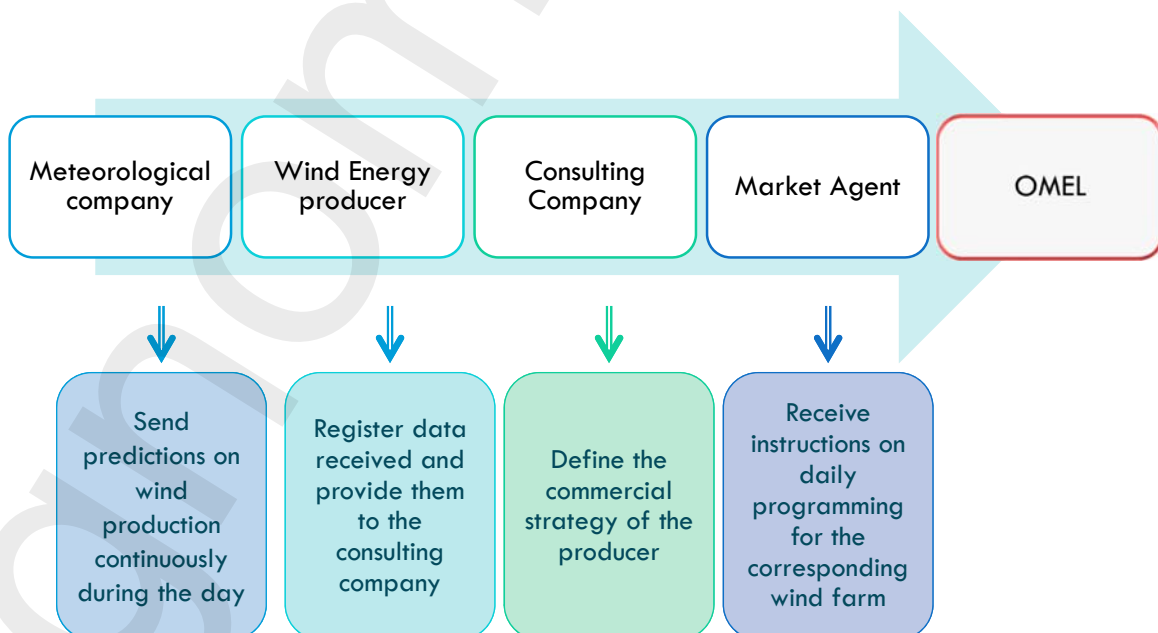 Meteorological
company
Wind Energy
producer
Consulting
Company
Market Agent
OMEL
Send
predictions on
wind
production
continuously
during the day
Register data
received and
provide them
to the
consulting
company
Define the
commercial
strategy of the
producer
Receive
instructions on
daily
programming
for the
corresponding
wind farm